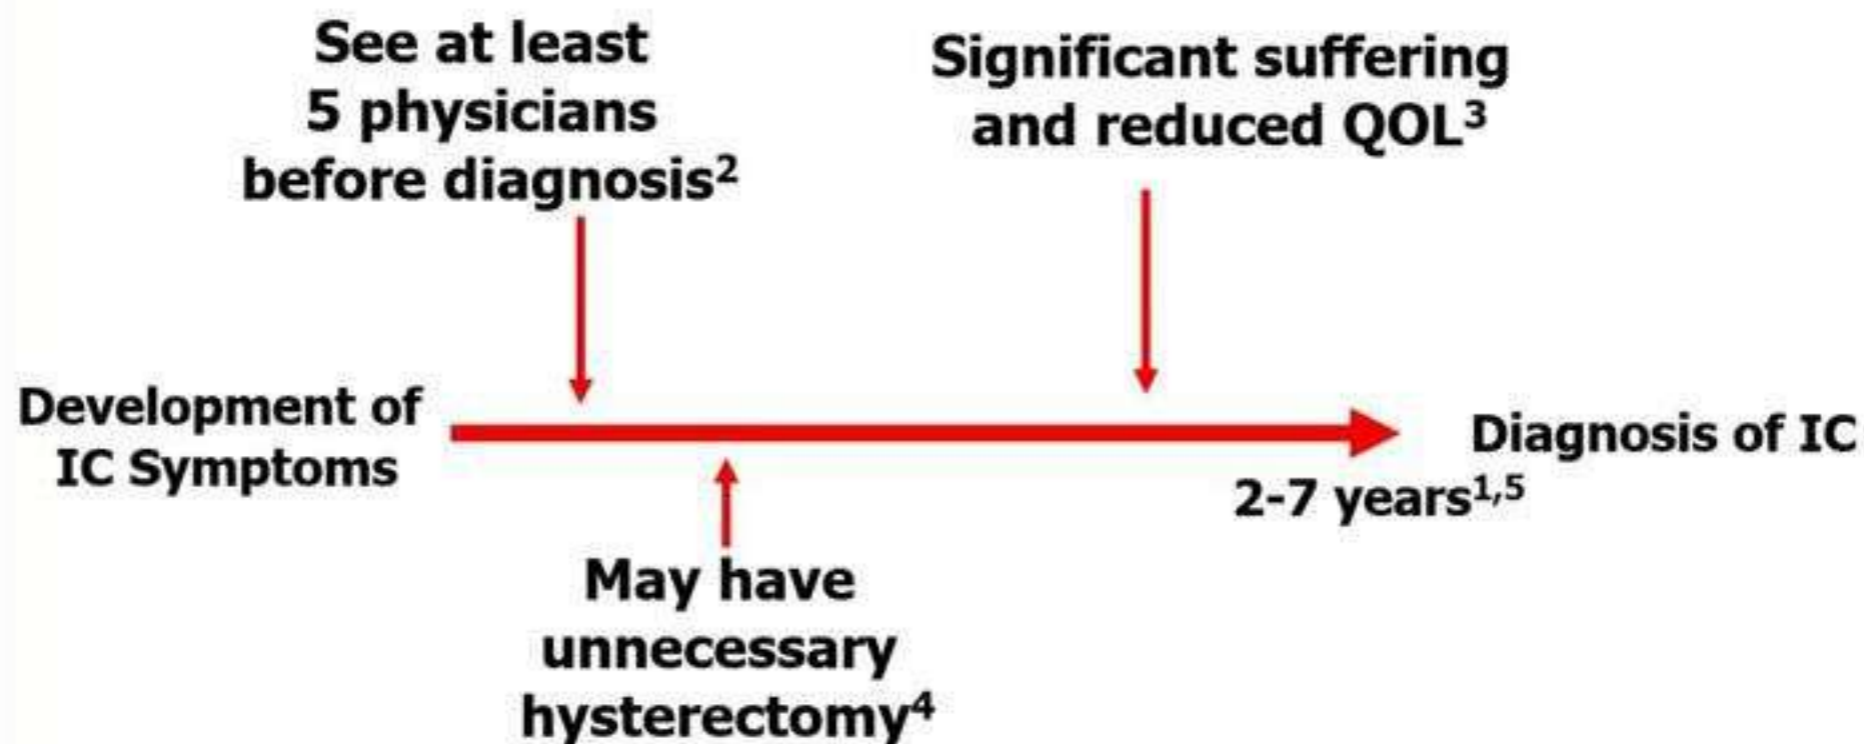 See at least
5 physicians
before diagnosis²
Significant suffering
and reduced QOL³
Development of
IC Symptoms
Diagnosis of IC
2-7 years¹,⁵
May have
unnecessary
hysterectomy⁴